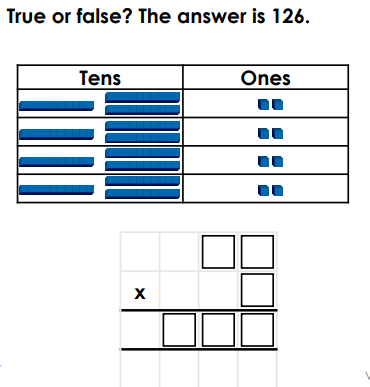 True or false? The answer is 126.
Tens Ones
x